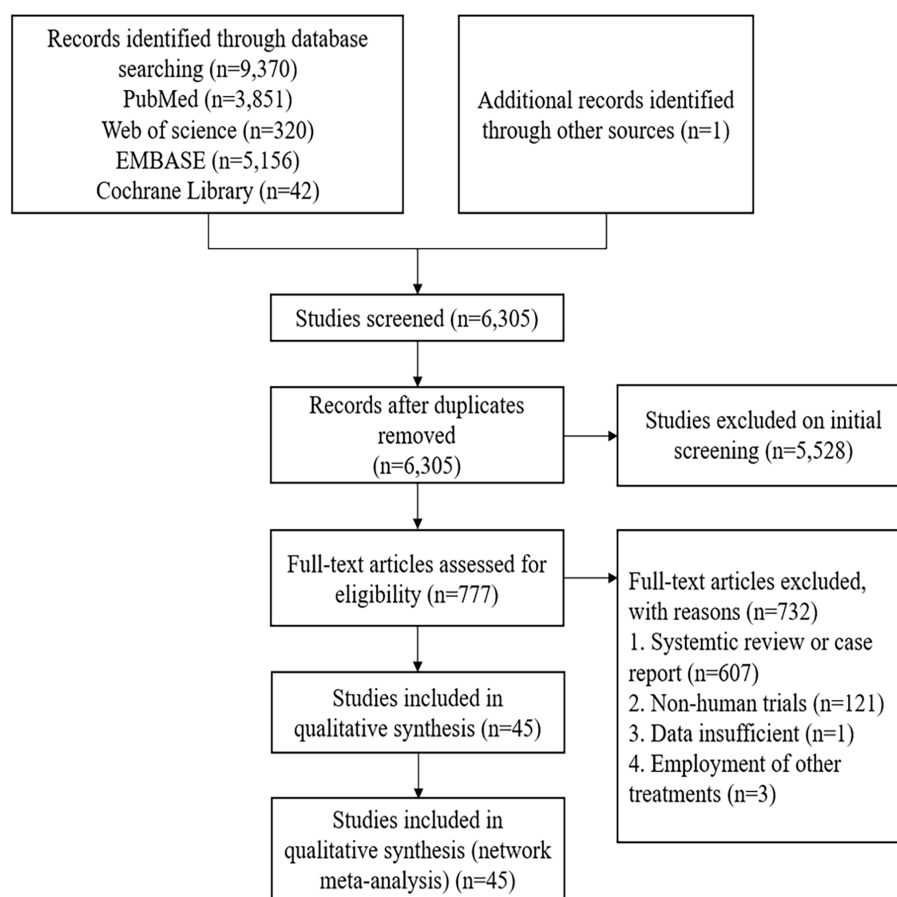 Records identified through database
searching (n=9,370)
PubMed (n=3,851)
Web of science (n=320)
EMBASE (n=5,156)
Cochrane Library (n=42)
Additional records identified
through other sources (n=1)
Studies screened (n=6,305)
Records after duplicates
removed
(n=6,305)
Studies excluded on initial
screening (n=5,528)
Full-text articles assessed for
eligibility (n=777)
Full-text articles excluded,
with reasons (n=732)
1. Systemtic review or case
report (n=607)
2. Non-human trials (n=121)
3. Data insufficient (n=1)
4. Employment of other
treatments (n=3)
Studies included in
qualitative synthesis (n=45)
Studies included in
qualitative synthesis (network
meta-analysis) (n=45)